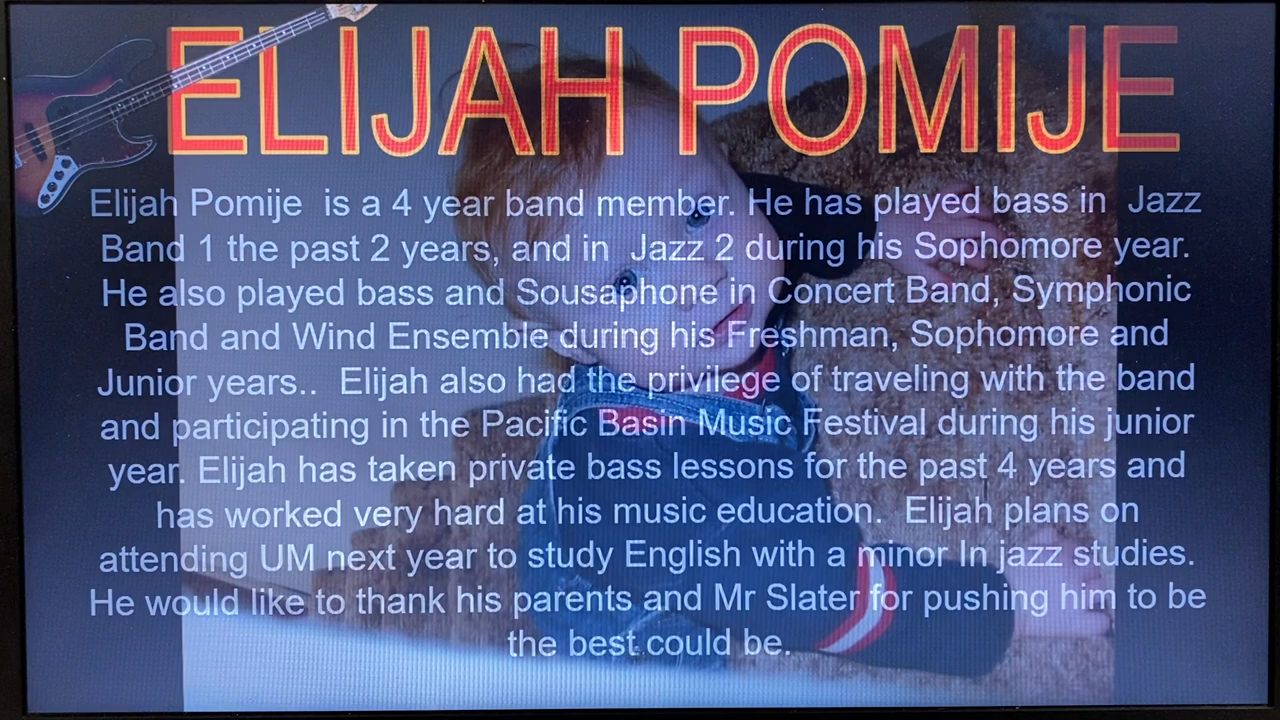 ELIJAH POMIJE
Elijah Pomije is a 4 year band member. He has played bass in Jazz
Band 1 the past 2 years, and in Jazz 2 during his Sophomore year.
He also played bass and Sousaphone in Concert Band, Symphonic
Band and Wind Ensemble during his Freshman, Sophomore and
Junior years.. Elijah also had the privilege of traveling with the band
and participating in the Pacific Basin Music Festival during his junior
year. Elijah has taken private bass lessons for the past 4 years and
has worked very hard at his music education. Elijah plans on
attending UM next year to study English with a minor In jazz studies.
He would like to thank his parents and Mr Slater for pushing him to be
the best could be.